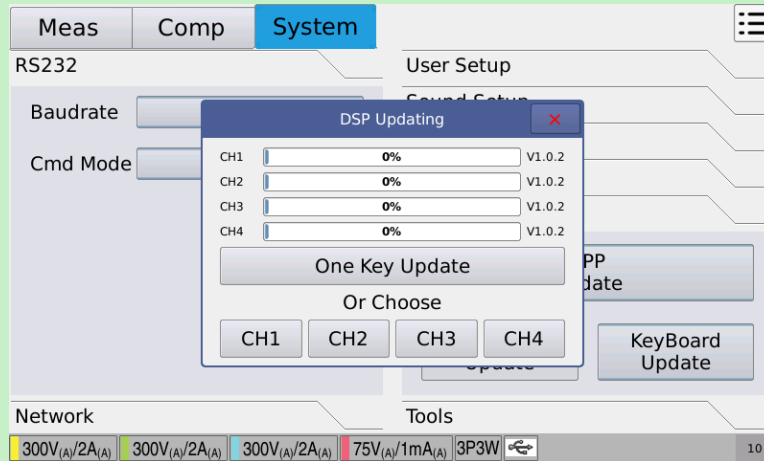 Meas Comp System
RS232
User Setup
Baudrate
DSP Updating
Cmd Mode
CH1 0% V1.0.2
CH2 0% V1.0.2
CH3 0% V1.0.2
CH4 0% V1.0.2
One Key Update
PP
date
Or Choose
CH1 CH2 CH3 CH4
KeyBoard
Update
Network
Tools
300V(A)/2A(A) 300V(A)/2A(A) 300V(A)/2A(A) 75V(A)/1mA(A) 3P3W
10